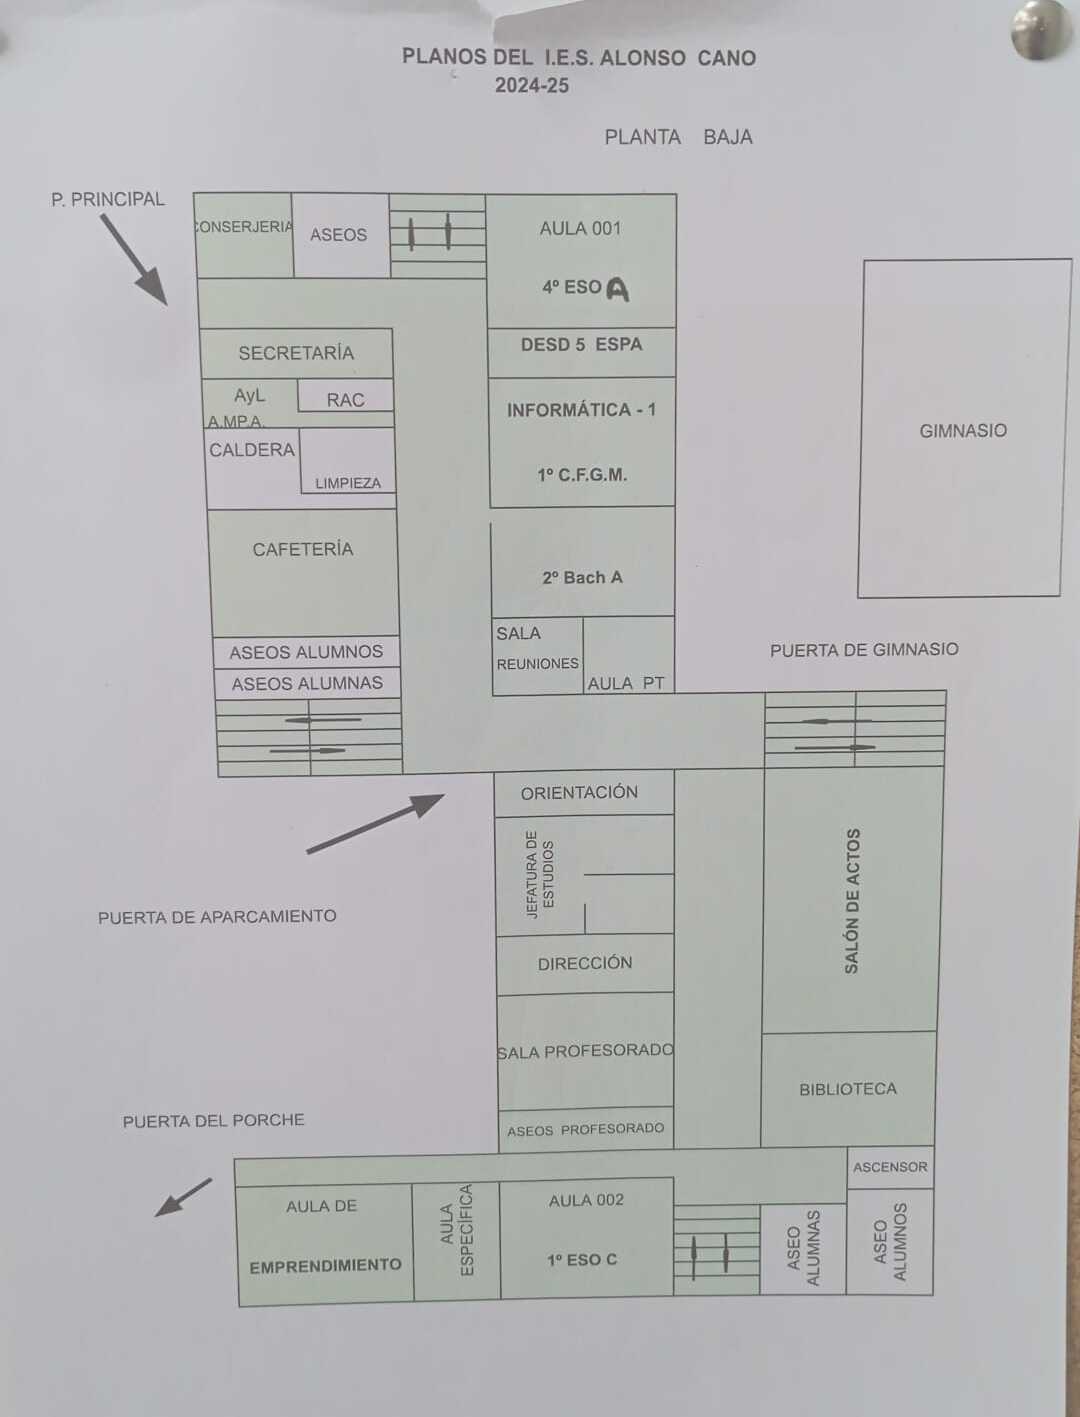 PLANOS DEL I.E.S. ALONSO CANO
2024-25
PLANTA BAJA
P. PRINCIPAL
CONSERJERIA
ASEOS
AULA 001
4º ESO A
SECRETARÍA
DESD 5 ESPA
AyL
RAC
A.MP.A.
INFORMÁTICA - 1
1º C.F.G.M.
CALDERA
LIMPIEZA
GIMNASIO
CAFETERÍA
2º Bach A
ASEOS ALUMNOS
ASEOS ALUMNAS
SALA
REUNIONES
AULA PT
PUERTA DE GIMNASIO
ORIENTACIÓN
JEFATURA DE
ESTUDIOS
SALÓN DE ACTOS
PUERTA DE APARCAMIENTO
DIRECCIÓN
SALA PROFESORADO
BIBLIOTECA
PUERTA DEL PORCHE
ASEOS PROFESORADO
ASCENSOR
AULA DE
EMPRENDIMIENTO
AULA
ESPECÍFICA
AULA 002
1º ESO C
ASEO
ALUMNAS
ASEO
ALUMNOS